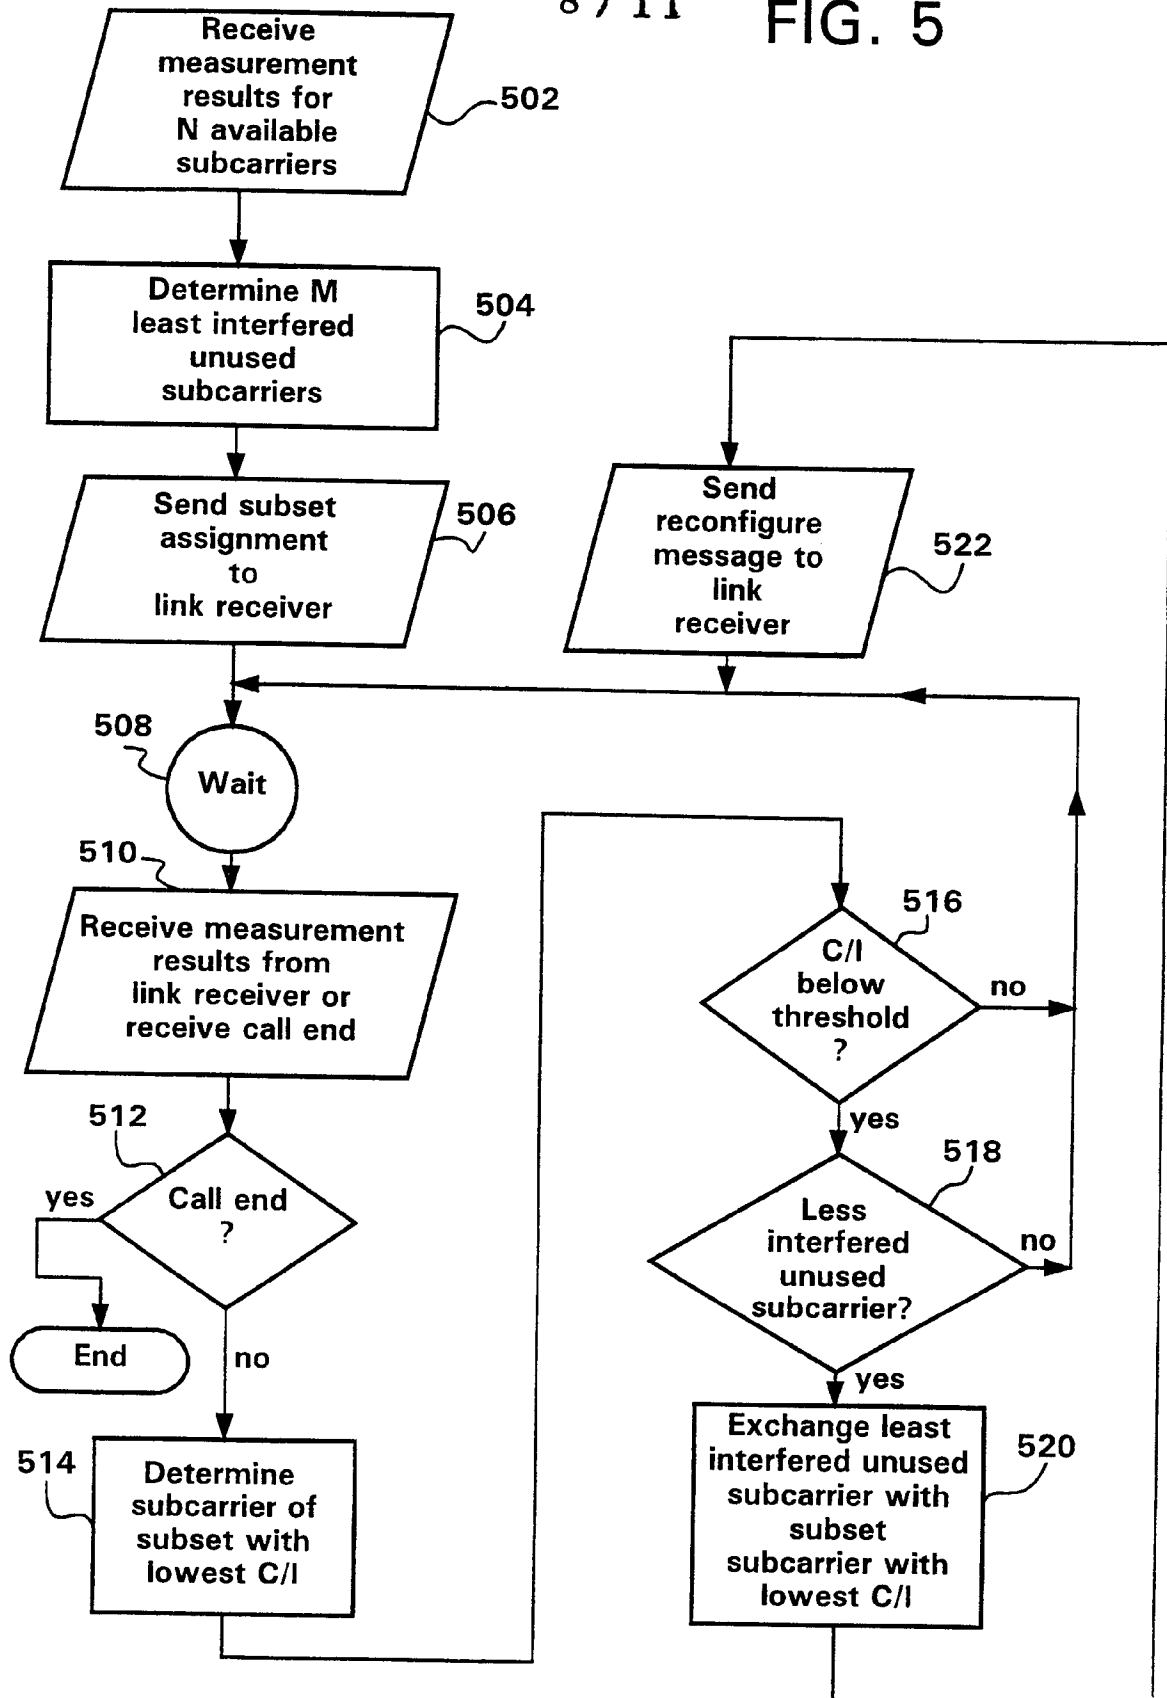 8 / 11
FIG. 5
Receive
measurement
results for
N available
subcarriers
502
Determine M
least interfered
unused
subcarriers
504
Send subset
assignment
to
link receiver
506
Send
reconfigure
message to
link
receiver
522
508
Wait
510
Receive measurement
results from
link receiver or
receive call end
512
yes
Call end
?
End
no
514
Determine
subcarrier of
subset with
lowest C/I
516
C/I
below
threshold
?
no
yes
518
Less
interfered
unused
subcarrier?
no
yes
Exchange least
interfered unused
subcarrier with
subset
subcarrier with
lowest C/I
520